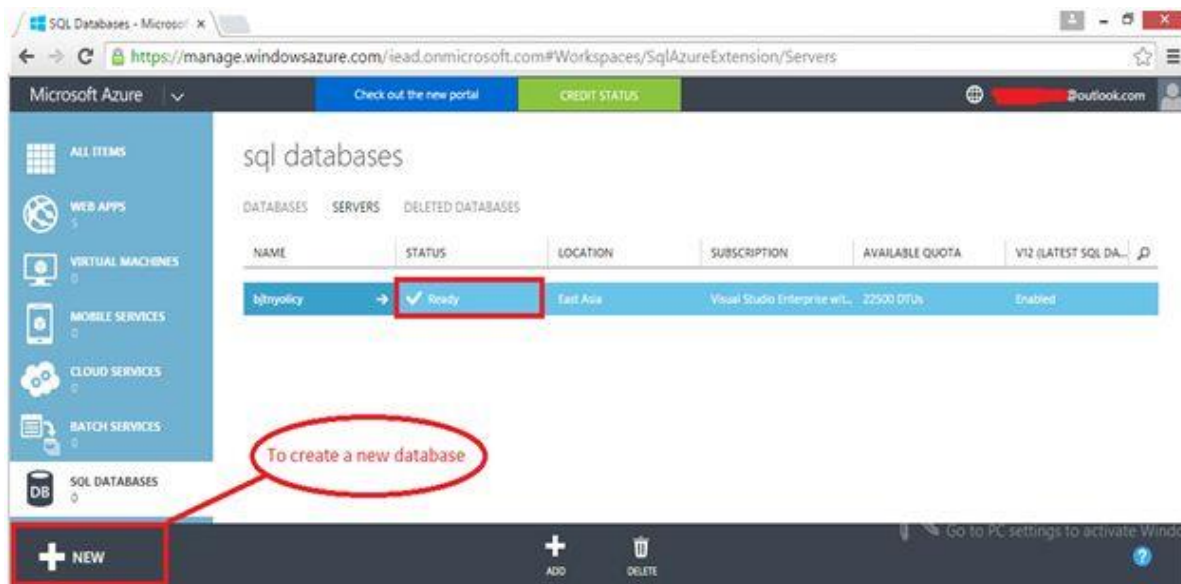 SQL Databases - Microsof
https://manage.windowsazure.com/iead.onmicrosoft.com#Workspaces/SqlAzureExtension/Servers
Microsoft Azure
Check out the new portal
CREDIT STATUS
@outlook.com
ALL ITEMS
WEB APPS
5
VIRTUAL MACHINES
0
MOBILE SERVICES
0
CLOUD SERVICES
0
BATCH SERVICES
0
DB
SQL DATABASES
0
sql databases
DATABASES SERVERS DELETED DATABASES
NAME STATUS LOCATION SUBSCRIPTION AVAILABLE QUOTA V12 (LATEST SQL DA...
Ready East Asia Visual Studio Enterprise wit... 22500 DTUs Enabled
To create a new database
NEW
ADD
DELETE
Go to PC settings to activate Windo
?